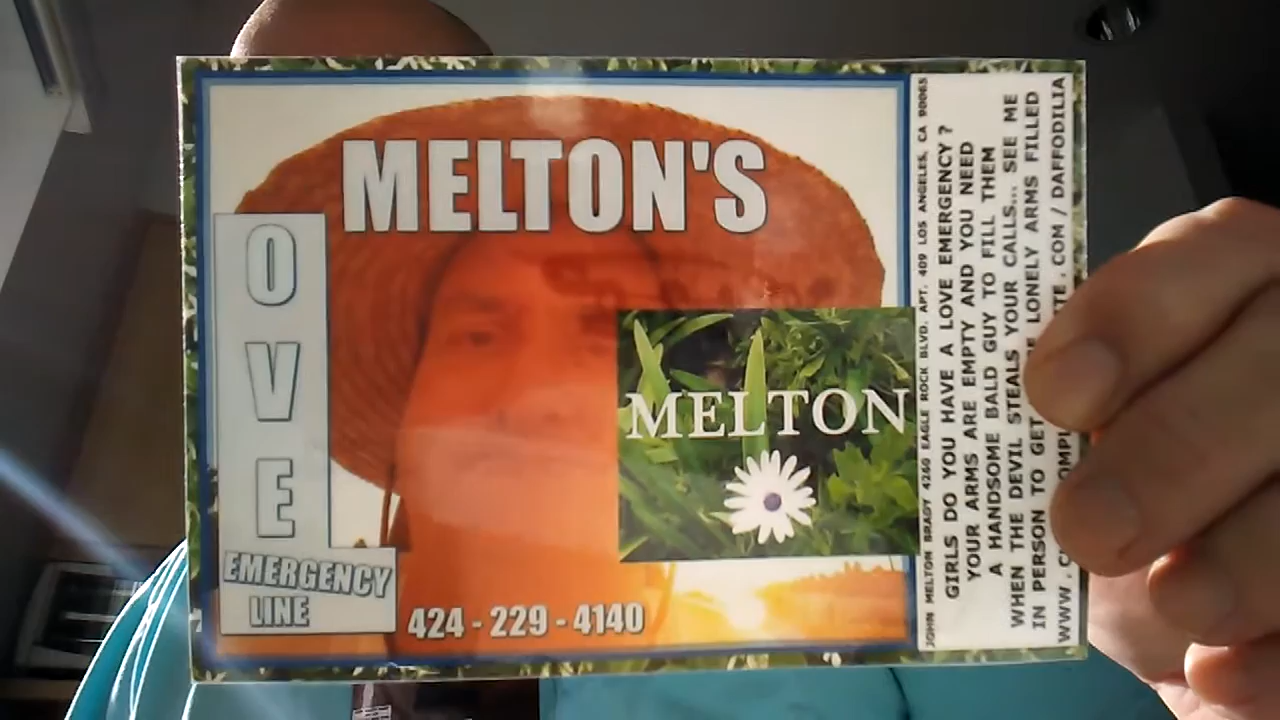 MELTON'S
LOVE
EMERGENCY
LINE
424 - 229 - 4140
MELTON
JOHN MELTON BRADY 4260 EAGLE ROCK BLVD. APT. 409 LOS ANGELES, CA 90065
GIRLS DO YOU HAVE A LOVE EMERGENCY ?
YOUR ARMS ARE EMPTY AND YOU NEED
A HANDSOME BALD GUY TO FILL THEM
WHEN THE DEVIL STEALS YOUR CALLS... SEE ME
IN PERSON TO GET LONELY ARMS FILLED
WWW . . COM / DAFFODILIA